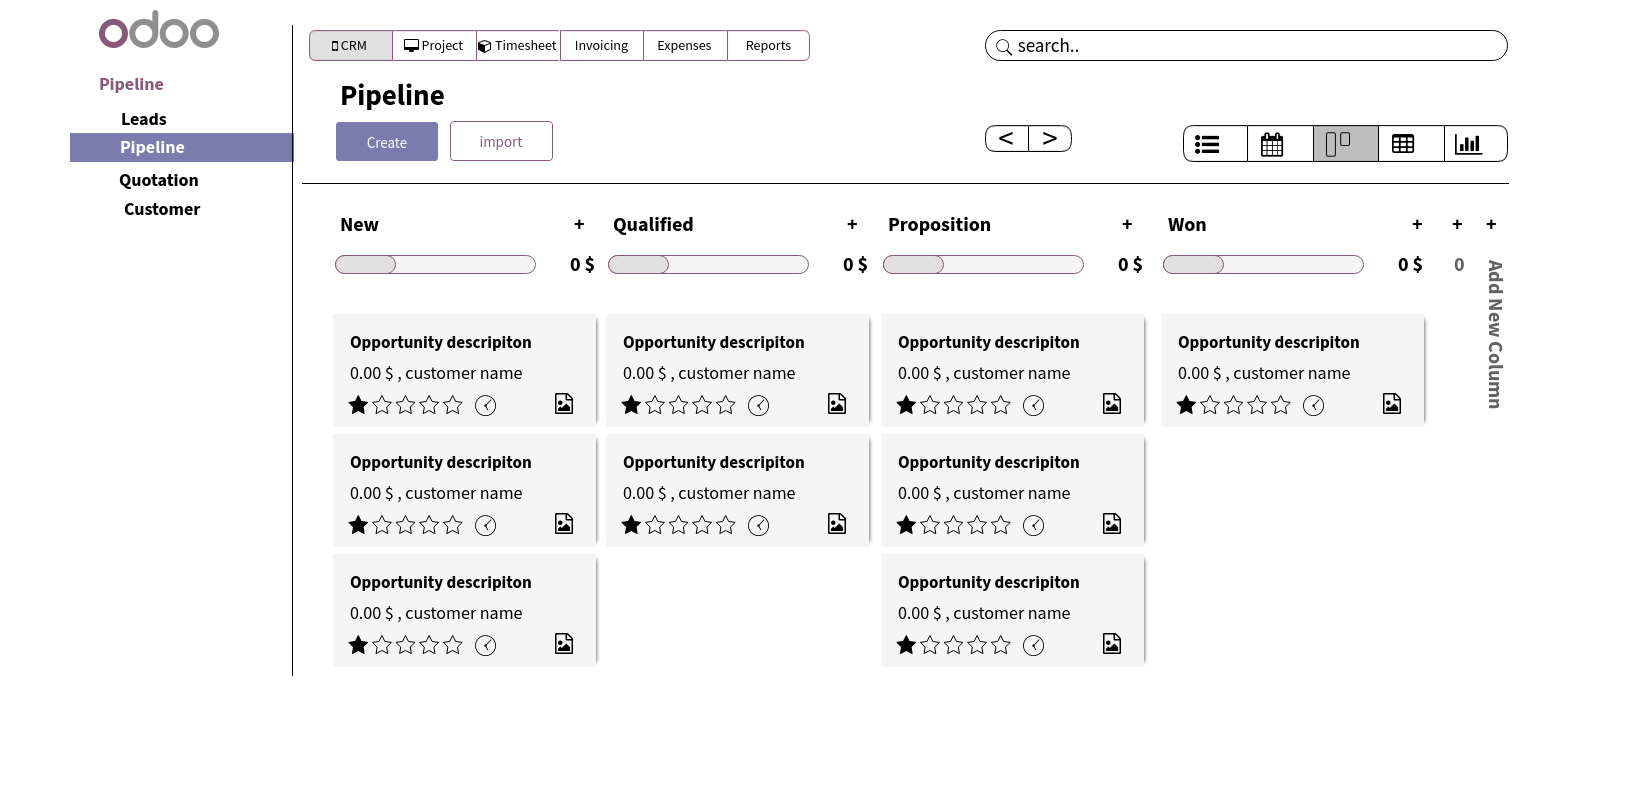 odoo
CRM Project Timesheet Invoicing Expenses Reports
search..
Pipeline
Leads
Pipeline
Quotation
Customer
Pipeline
Create import
< >
New + Qualified + Proposition + Won + + +
0 $ 0 $ 0 $ 0 $ 0
Add New Column
Opportunity descripiton Opportunity descripiton Opportunity descripiton Opportunity descripiton
0.00 $ , customer name 0.00 $ , customer name 0.00 $ , customer name 0.00 $ , customer name
Opportunity descripiton Opportunity descripiton Opportunity descripiton
0.00 $ , customer name 0.00 $ , customer name 0.00 $ , customer name
Opportunity descripiton Opportunity descripiton
0.00 $ , customer name 0.00 $ , customer name